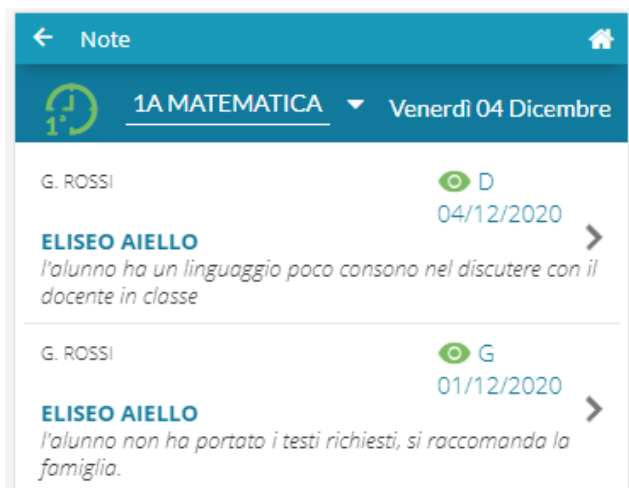 Note
1A MATEMATICA Venerdì 04 Dicembre
1°
G. ROSSI
D
04/12/2020
ELISEO AIELLO
l'alunno ha un linguaggio poco consono nel discutere con il
docente in classe
G. ROSSI
G
01/12/2020
ELISEO AIELLO
l'alunno non ha portato i testi richiesti, si raccomanda la
famiglia.